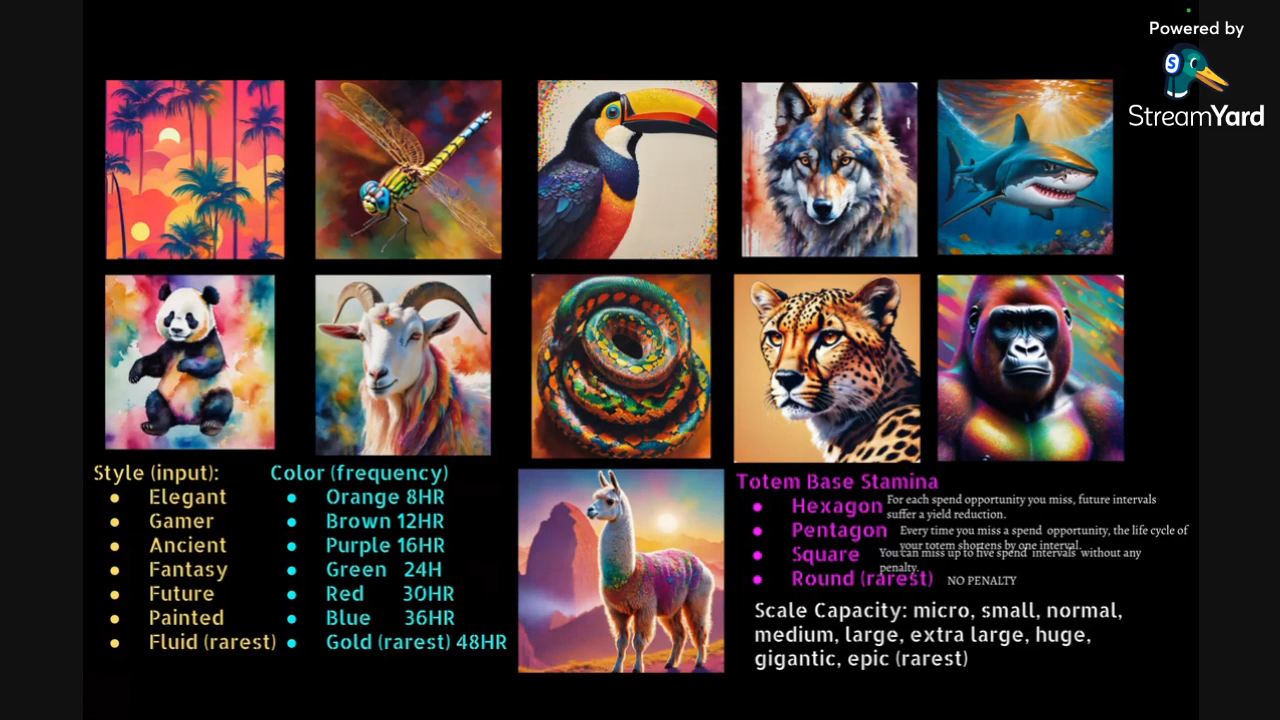 Powered by
StreamYard
Style (input):
Elegant
Gamer
Ancient
Fantasy
Future
Painted
Fluid (rarest)
Color (frequency)
Orange 8HR
Brown 12HR
Purple 16HR
Green 24H
Red 30HR
Blue 36HR
Gold (rarest) 48HR
Totem Base Stamina
Hexagon
For each spend opportunity you miss, future intervals
suffer a yield reduction.
Pentagon
Every time you miss a spend opportunity, the life cycle of
your totem shortens by one interval.
Square
You can miss up to five spend intervals without any
penalty.
Round (rarest)
NO PENALTY
Scale Capacity: micro, small, normal,
medium, large, extra large, huge,
gigantic, epic (rarest)